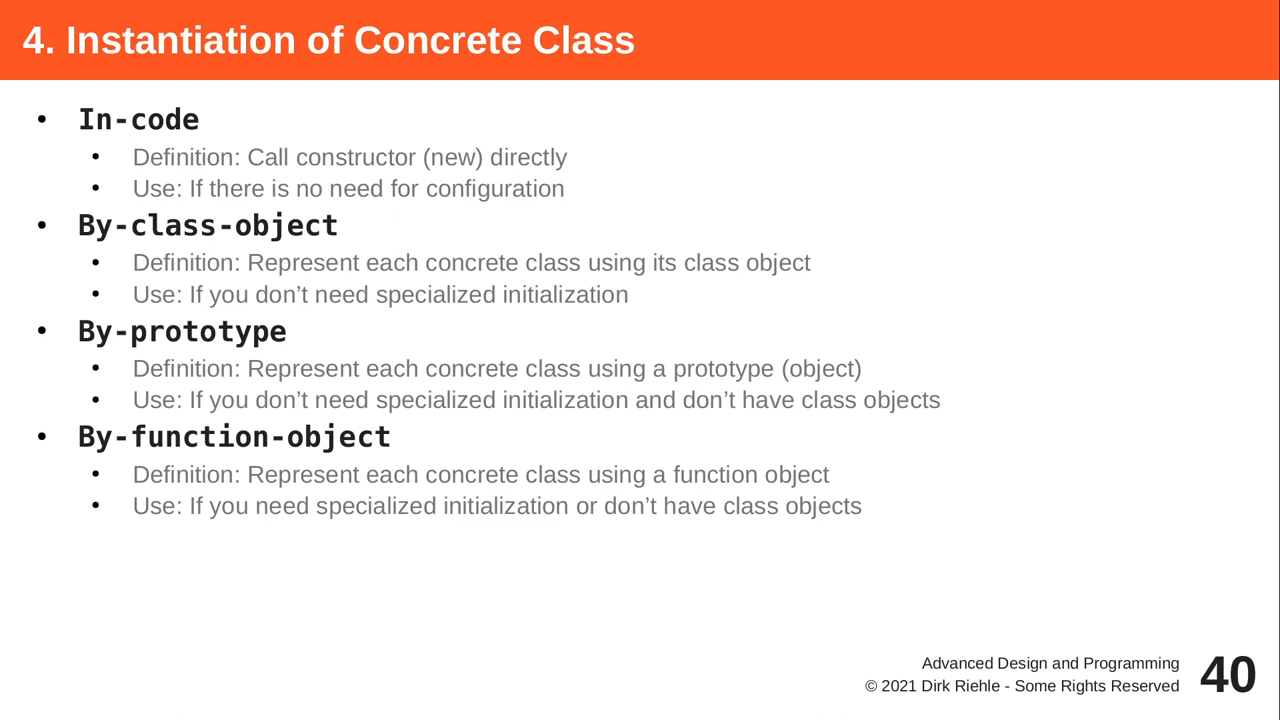 4. Instantiation of Concrete Class
• In-code
• Definition: Call constructor (new) directly
• Use: If there is no need for configuration
• By-class-object
• Definition: Represent each concrete class using its class object
• Use: If you don’t need specialized initialization
• By-prototype
• Definition: Represent each concrete class using a prototype (object)
• Use: If you don’t need specialized initialization and don’t have class objects
• By-function-object
• Definition: Represent each concrete class using a function object
• Use: If you need specialized initialization or don’t have class objects
Advanced Design and Programming
© 2021 Dirk Riehle - Some Rights Reserved
40